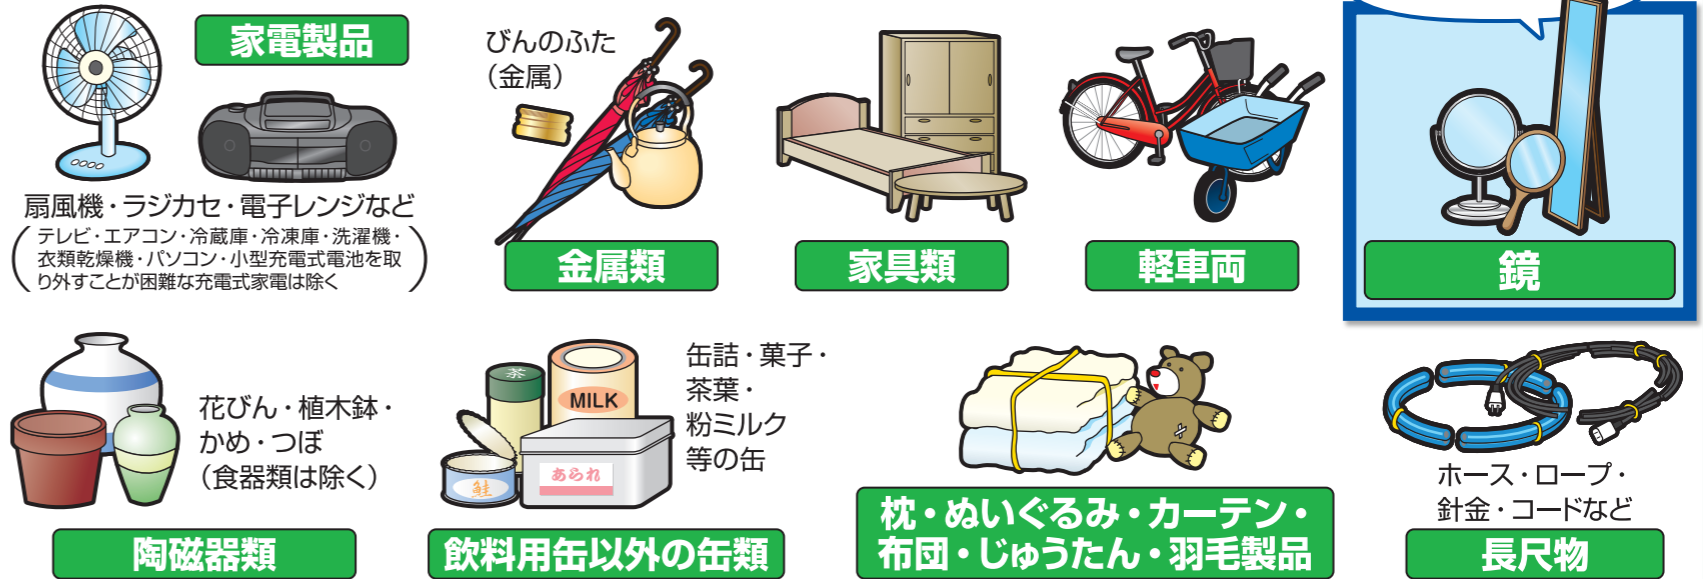 家電製品
扇風機・ラジカセ・電子レンジなど
（テレビ・エアコン・冷蔵庫・冷凍庫・洗濯機・
衣類乾燥機・パソコン・小型充電式電池を取
り外すことが困難な充電式家電は除く）
びんのふた
（金属）
金属類
家具類
軽車両
鏡
花びん・植木鉢・
かめ・つぼ
（食器類は除く）
陶磁器類
茶
MILK
鮭
あられ
缶詰・菓子・
茶葉・
粉ミルク
等の缶
飲料用缶以外の缶類
枕・ぬいぐるみ・カーテン・
布団・じゅうたん・羽毛製品
ホース・ロープ・
針金・コードなど
長尺物